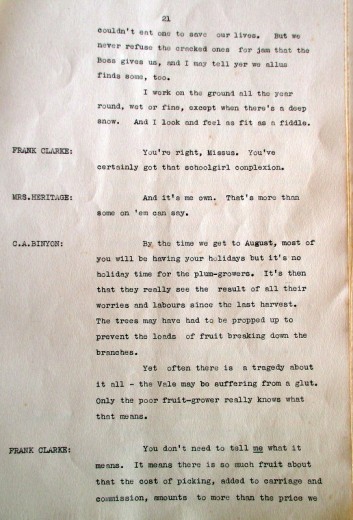 21
couldn't eat one to save our lives. But we
never refuse the cracked ones for jam that the
Boss gives us, and I may tell yer we allus
finds some, too.
I work on the ground all the year
round, wet or fine, except when there's a deep
snow. And I look and feel as fit as a fiddle.
FRANK CLARKE: You're right, Missus. You've
certainly got that schoolgirl conplexion.
MRS.HERITAGE: And it's me own. That's more than
some on 'em can say.
C.A.BINYON: By the time we get to August, most of
you will be having your holidays but it's no
holiday time for the plum-growers. It's then
that they really see the result of all their
worries and labours since the last harvest.
The trees may have had to be propped up to
prevent the loads of fruit breaking down the
branches.
Yet often there is a tragedy about
it all - the Vale may be suffering from a glut.
Only the poor fruit-grower really knows what
that means.
FRANK CLARKE: You don't need to tell me what it
means. It means there is so much fruit about
that the cost of picking, added to carriage and
commission, amounts to more than the price we